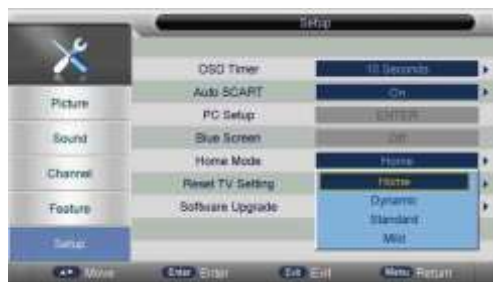 Setup
OSD Timer 10 Seconds
Auto SCART On
PC Setup ENTER
Blue Screen Off
Home Mode Home
Reset TV Setting Home
Software Upgrade Dynamic
Standard
Mild
Picture
Sound
Channel
Feature
Setup
Move Enter Enter Exit Exit Menu Return